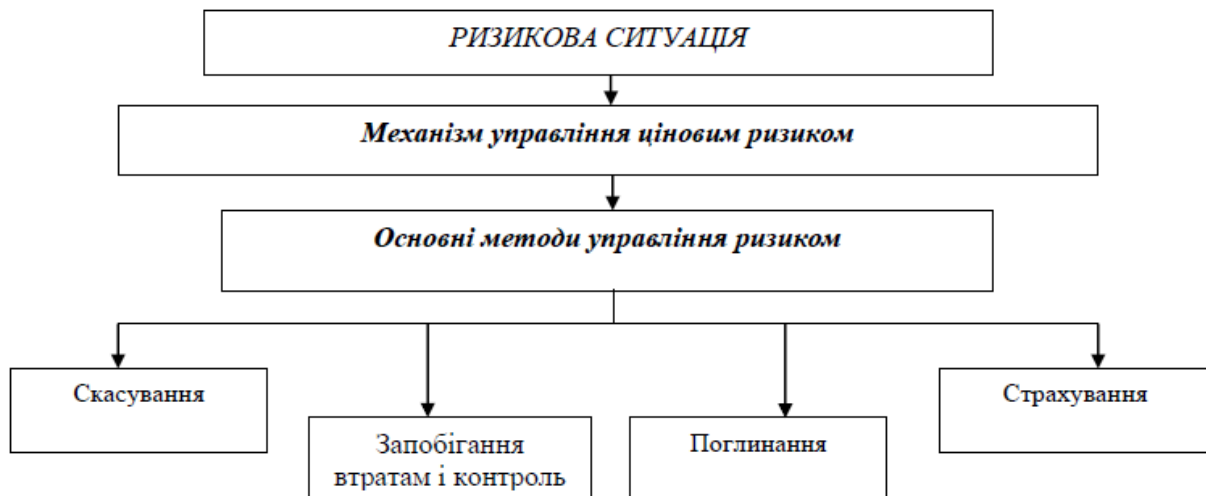 РИЗИКОВА СИТУАЦІЯ
Механізм управління ціновим ризиком
Основні методи управління ризиком
Скасування
Запобігання
втратам і контроль
Поглинання
Страхування